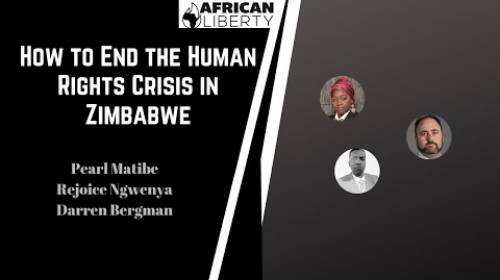 AFRICAN
LIBERTY
How to End the Human
Rights Crisis in
Zimbabwe
Pearl Matibe
Rejoice Ngwenya
Darren Bergman